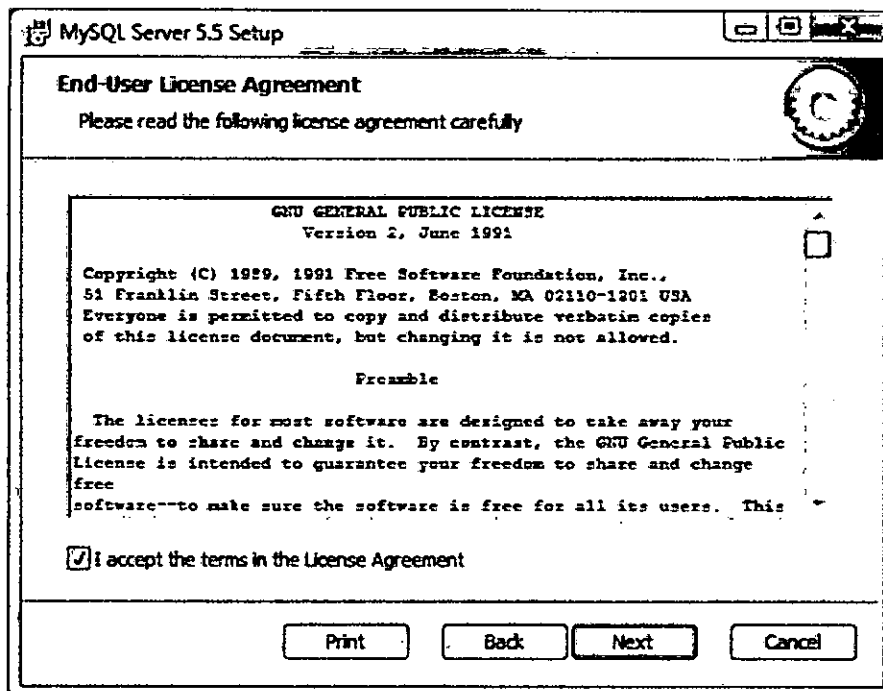 MySQL Server 5.5 Setup
End-User License Agreement
Please read the following license agreement carefully
GNU GENERAL PUBLIC LICENSE
Version 2, June 1991
Copyright (C) 1989, 1991 Free Software Foundation, Inc.,
51 Franklin Street, Fifth Floor, Boston, MA 02110-1301 USA
Everyone is permitted to copy and distribute verbatim copies
of this license document, but changing it is not allowed.
Preamble
The licenses for most software are designed to take away your
freedom to share and change it. By contrast, the GNU General Public
License is intended to guarantee your freedom to share and change
free
software--to make sure the software is free for all its users. This
I accept the terms in the License Agreement
Print Back Next Cancel